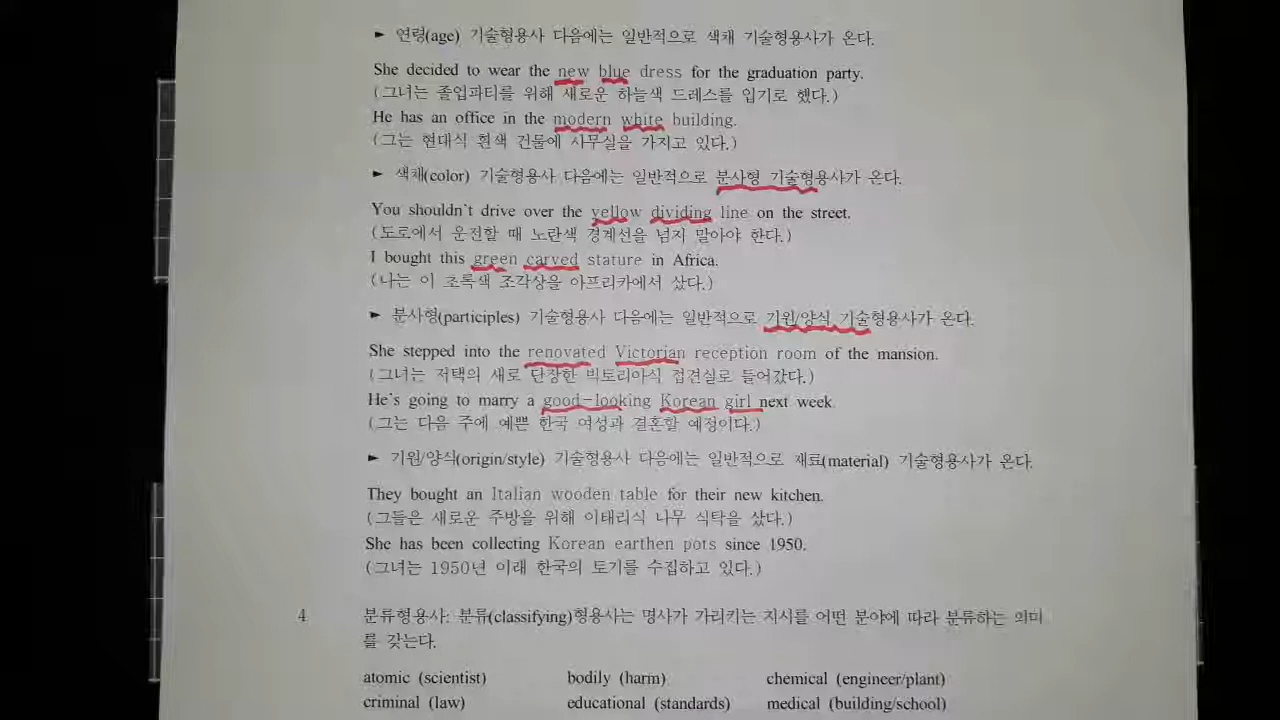 ► 연령(age) 기술형용사 다음에는 일반적으로 색채 기술형용사가 온다.
She decided to wear the new blue dress for the graduation party.
(그녀는 졸업파티를 위해 새로운 하늘색 드레스를 입기로 했다.)
He has an office in the modern white building.
(그는 현대식 흰색 건물에 사무실을 가지고 있다.)
► 색채(color) 기술형용사 다음에는 일반적으로 분사형 기술형용사가 온다.
You shouldn't drive over the yellow dividing line on the street.
(도로에서 운전할 때 노란색 경계선을 넘지 말아야 한다.)
I bought this green carved stature in Africa.
(나는 이 초록색 조각상을 아프리카에서 샀다.)
► 분사형(participles) 기술형용사 다음에는 일반적으로 기원/양식 기술형용사가 온다.
She stepped into the renovated Victorian reception room of the mansion.
(그녀는 저택의 새로 단장한 빅토리아식 접견실로 들어갔다.)
He's going to marry a good-looking Korean girl next week.
(그는 다음 주에 예쁜 한국 여성과 결혼할 예정이다.)
► 기원/양식(origin/style) 기술형용사 다음에는 일반적으로 재료(material) 기술형용사가 온다.
They bought an Italian wooden table for their new kitchen.
(그들은 새로운 주방을 위해 이태리식 나무 식탁을 샀다.)
She has been collecting Korean earthen pots since 1950.
(그녀는 1950년 이래 한국의 토기를 수집하고 있다.)
4 분류형용사: 분류(classifying)형용사는 명사가 가리키는 지시를 어떤 분야에 따라 분류하는 의미
를 갖는다.
atomic (scientist) bodily (harm) chemical (engineer/plant)
criminal (law) educational (standards) medical (building/school)